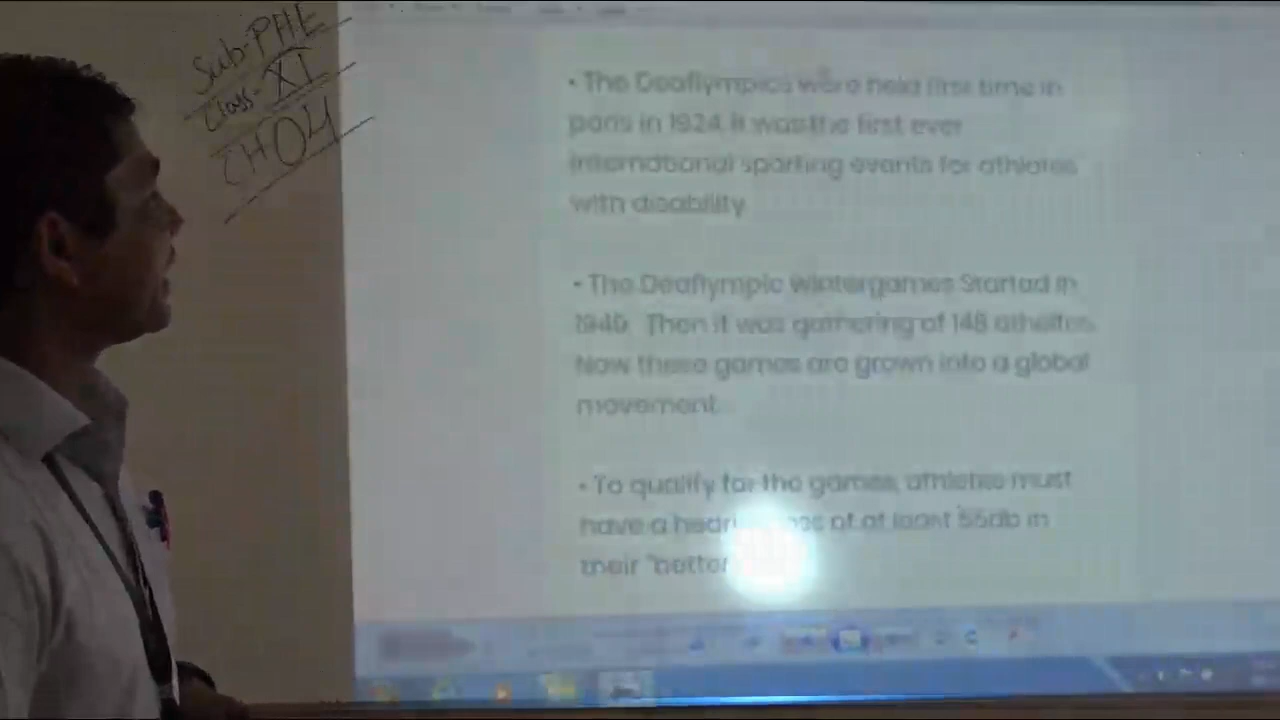 Sub-PHE
Class-XI
CH04
• The Deaflympics were held first time in
paris in 1924. it was the first ever
international sporting events for athletes
with disability
• The Deaflympic wintergames Started in
1949. Then it was gathering of 148 atheltes.
Now these games are grown into a global
movement.
• To qualify for the games, athletes must
have a of at least 55db in
their "better